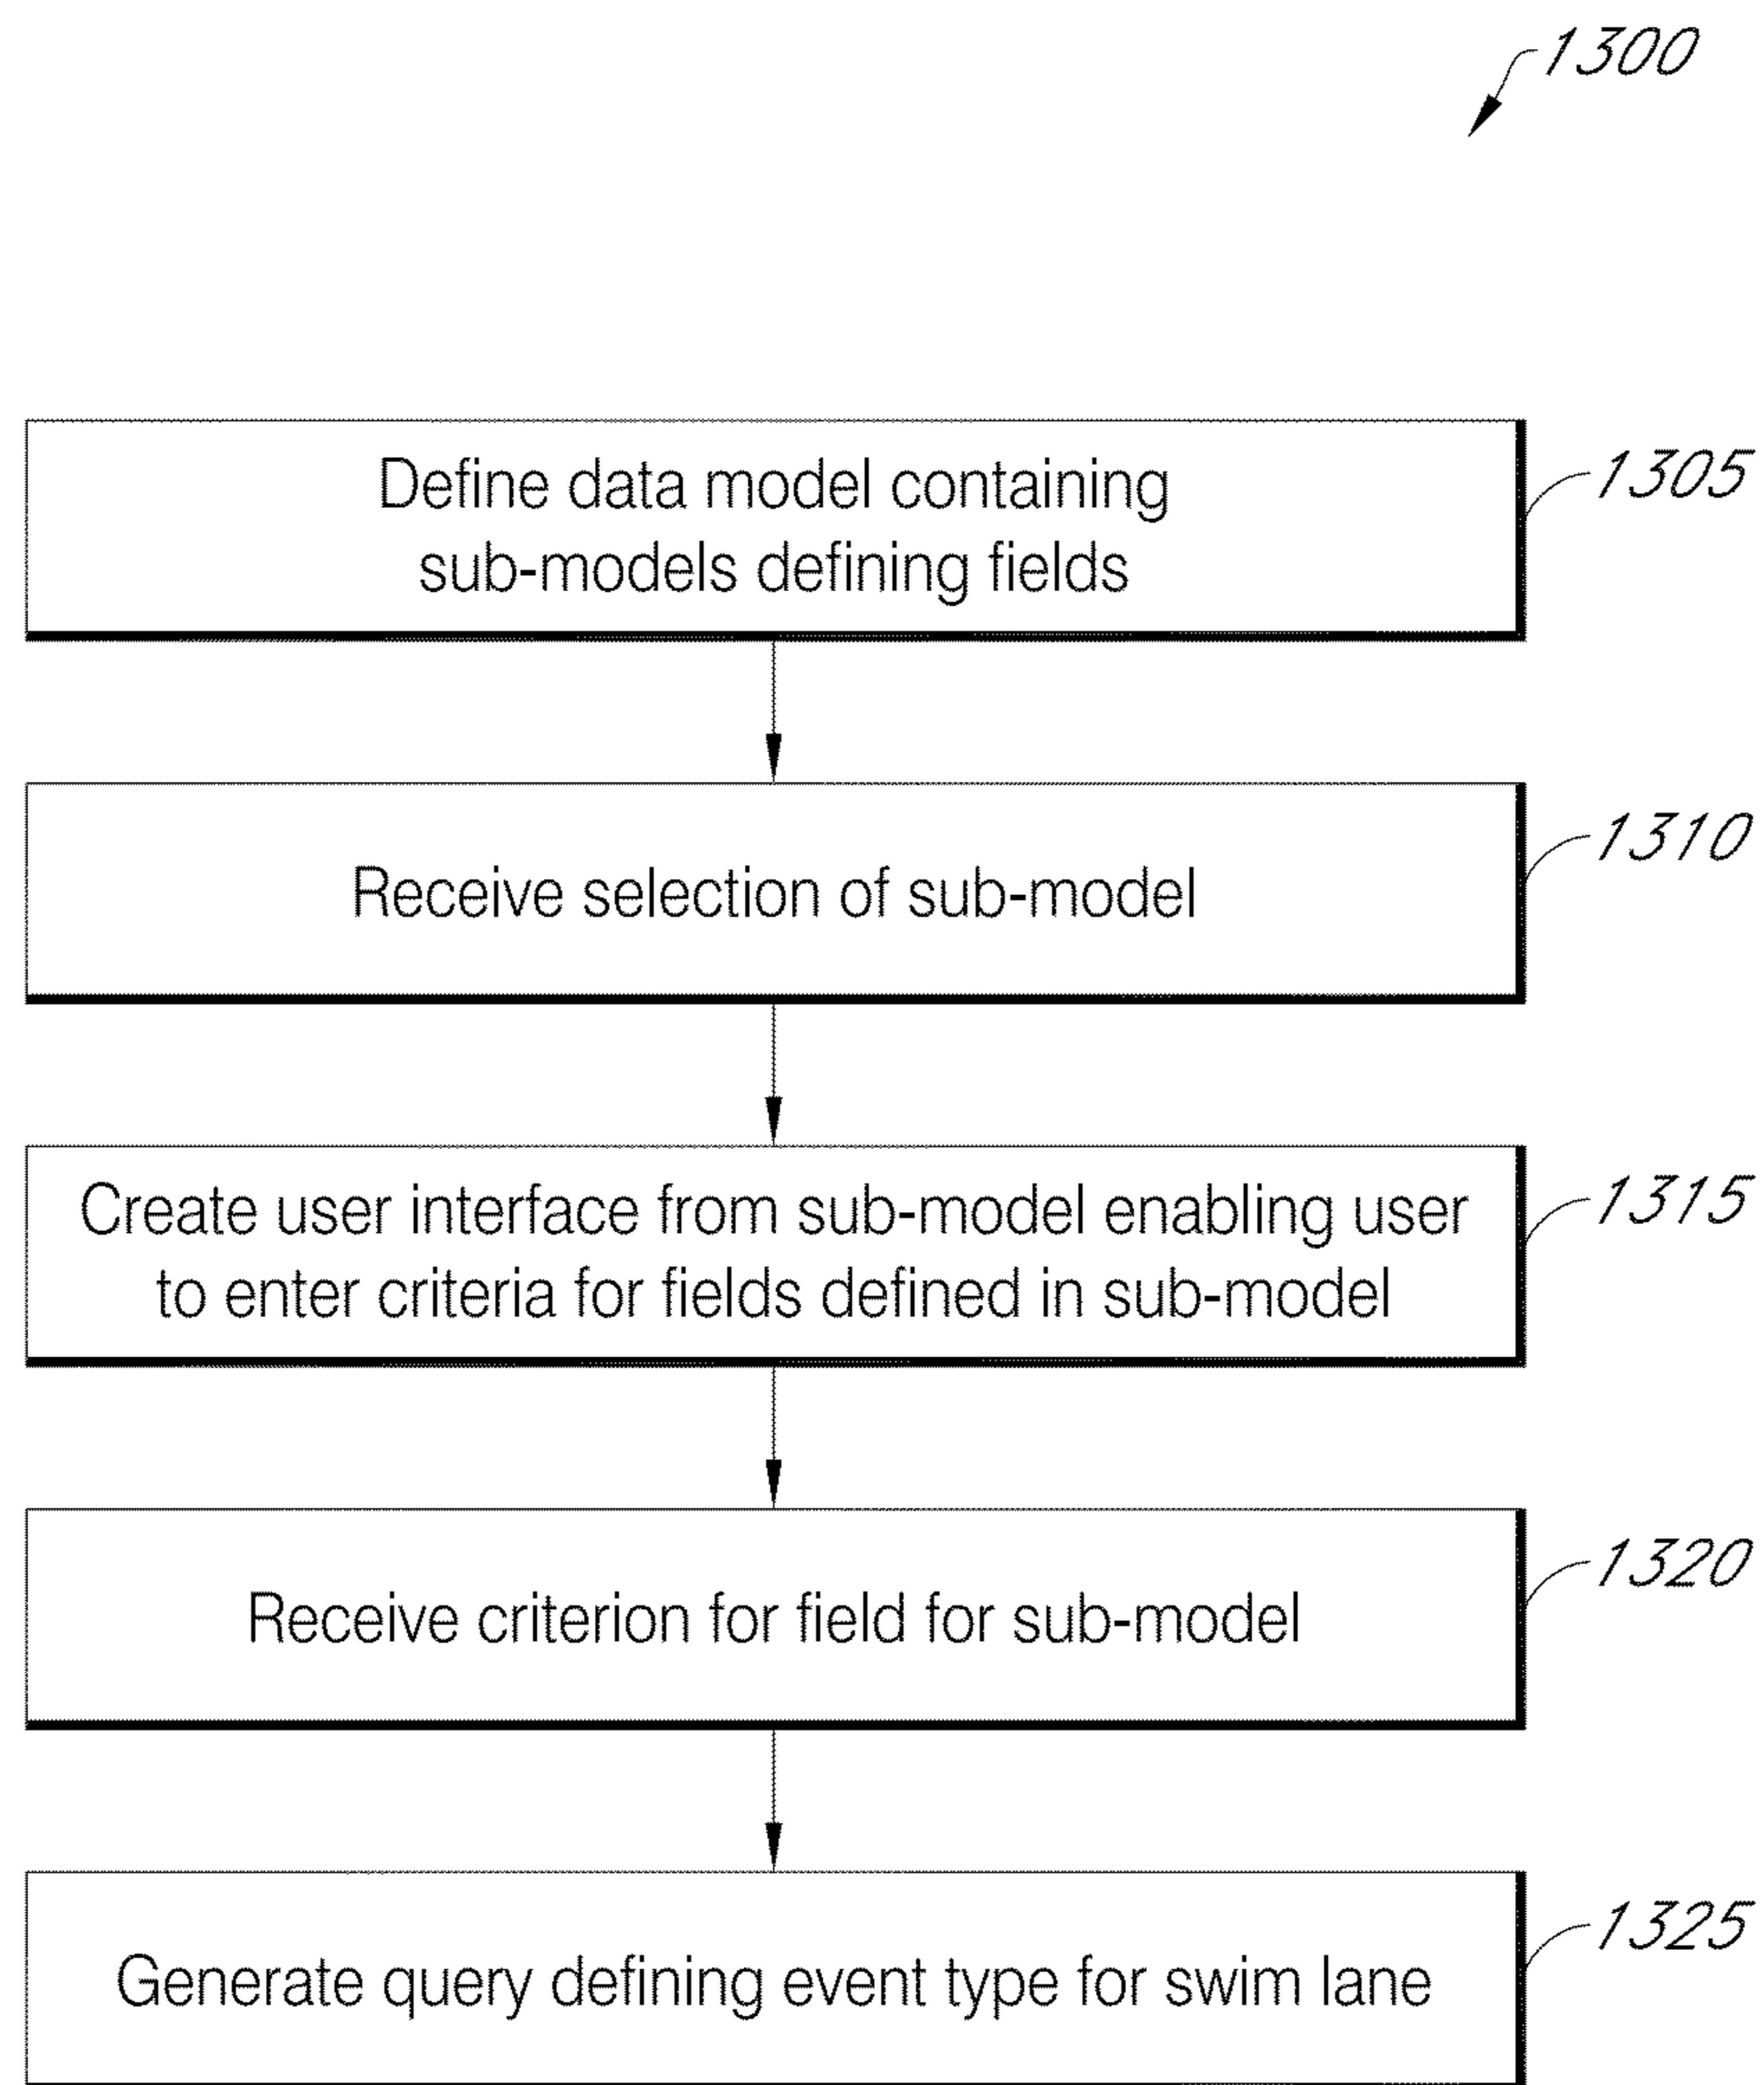 1300
Define data model containing
sub-models defining fields
1305
Receive selection of sub-model
1310
Create user interface from sub-model enabling user
to enter criteria for fields defined in sub-model
1315
Receive criterion for field for sub-model
1320
Generate query defining event type for swim lane
1325